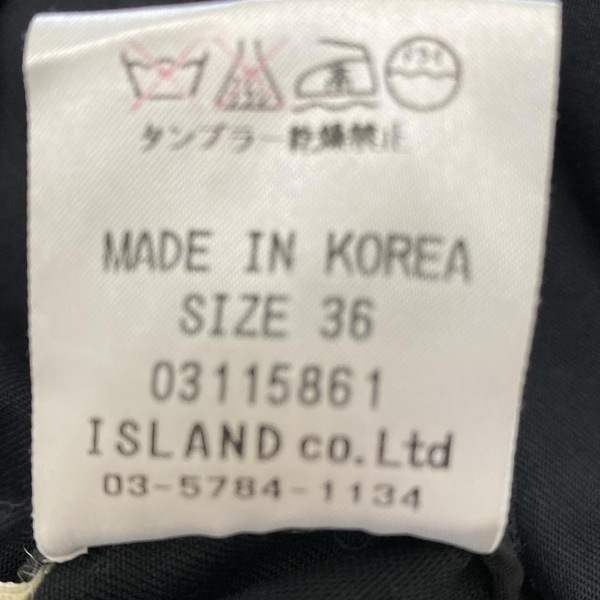 タンブラー乾燥禁止
MADE IN KOREA
SIZE 36
03115861
ISLAND co.Ltd
03-5784-1134